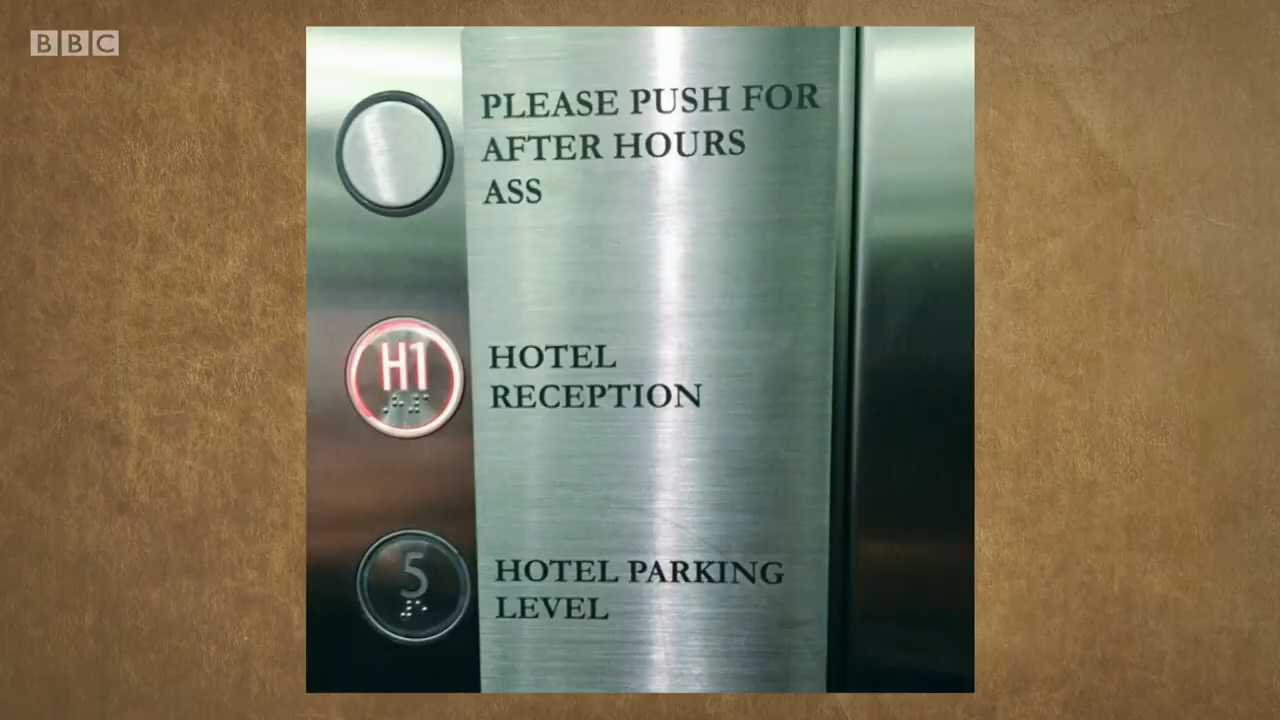 BBC
PLEASE PUSH FOR
AFTER HOURS
ASS
H1
HOTEL
RECEPTION
5
HOTEL PARKING
LEVEL